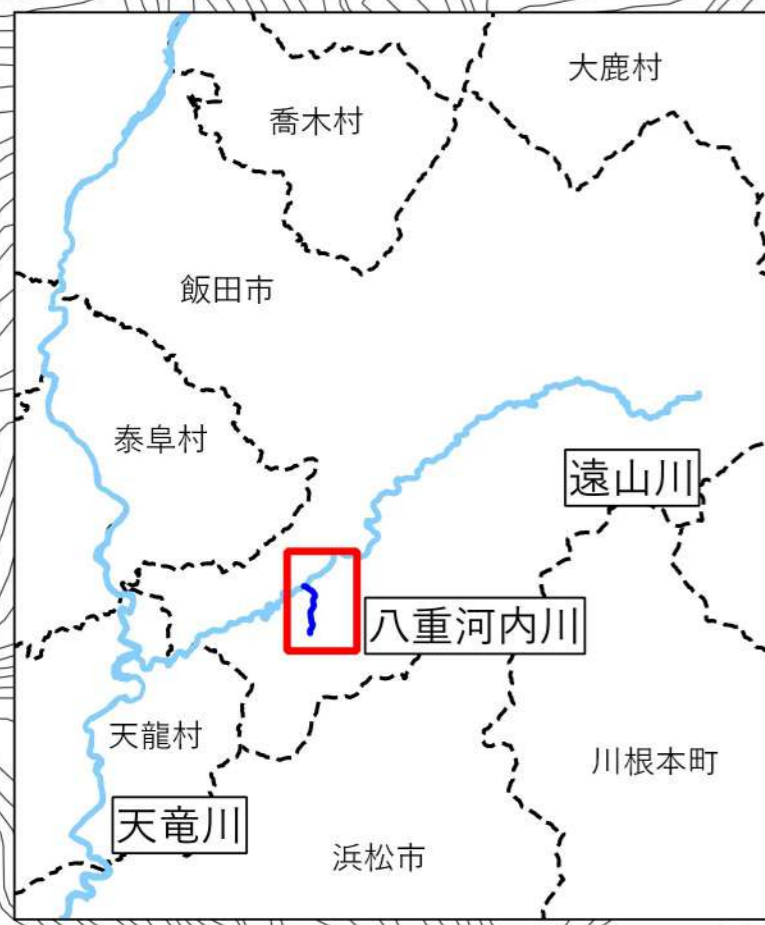 大鹿村
喬木村
飯田市
泰阜村
遠山川
八重河内川
天龍村
川根本町
天竜川
浜松市